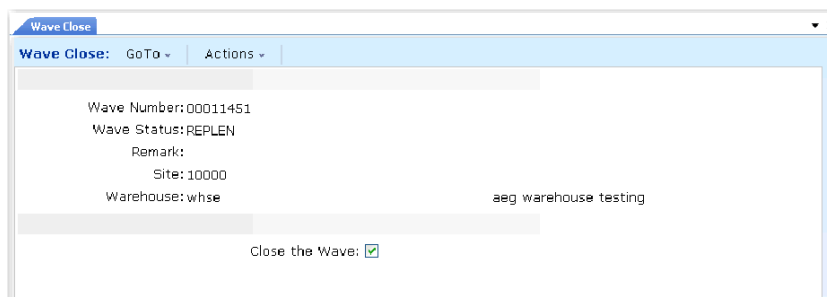 Wave Close
Wave Close: GoTo Actions
Wave Number: 00011451
Wave Status: REPLEN
Remark:
Site: 10000
Warehouse: whse aeg warehouse testing
Close the Wave: